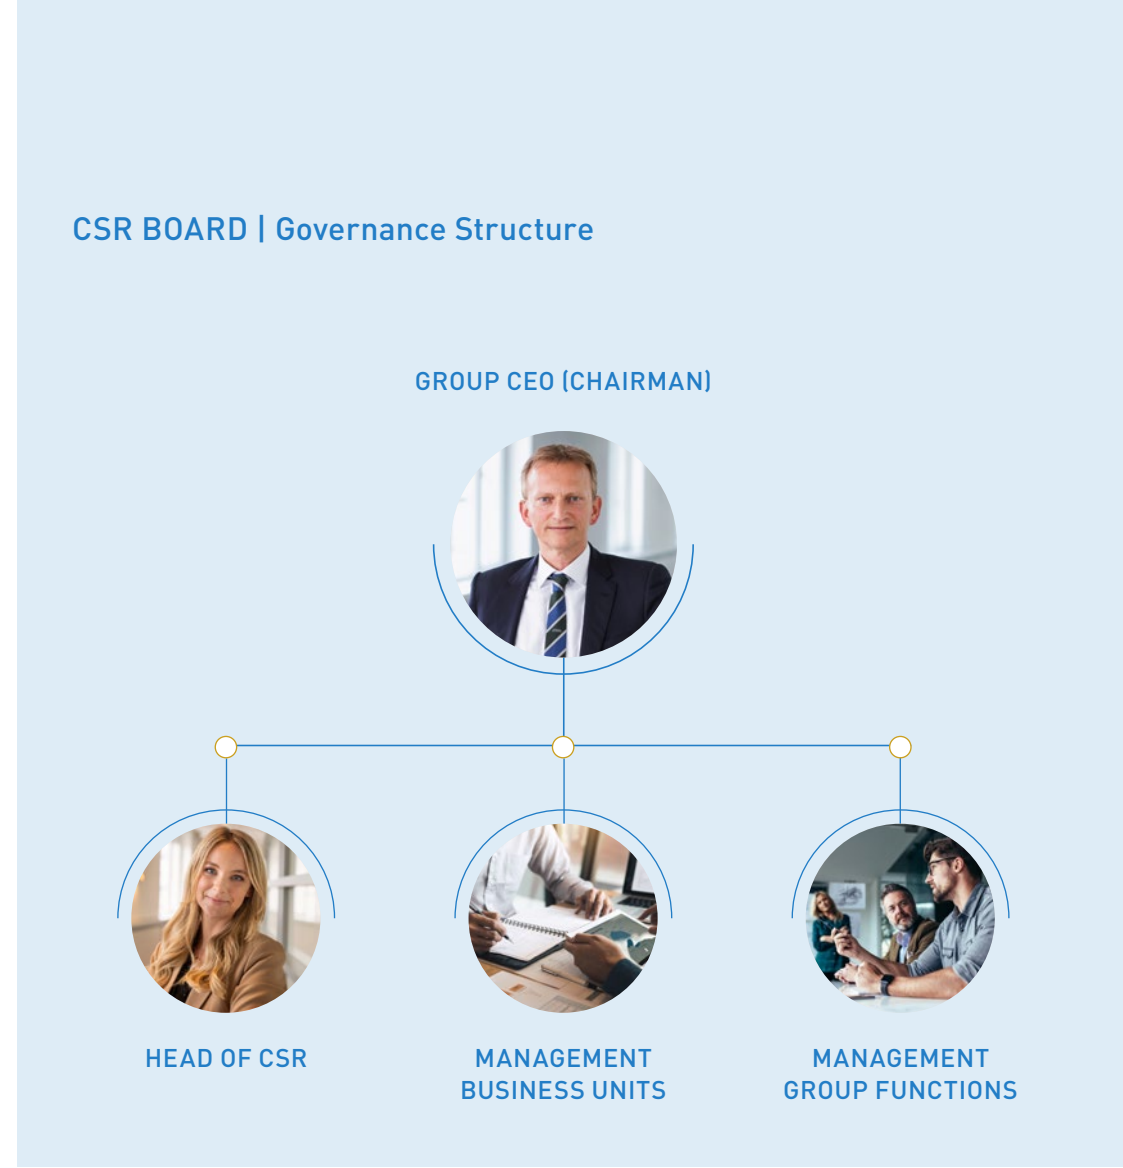 CSR BOARD | Governance Structure
GROUP CEO (CHAIRMAN)
HEAD OF CSR
MANAGEMENT
BUSINESS UNITS
MANAGEMENT
GROUP FUNCTIONS